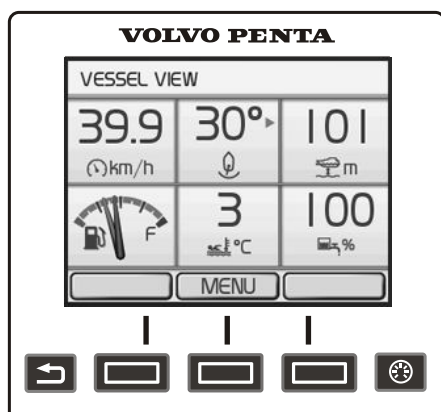 VOLVO PENTA
VESSEL VIEW
39.9 30° 101
km/h m
F 3 100
°C %
MENU